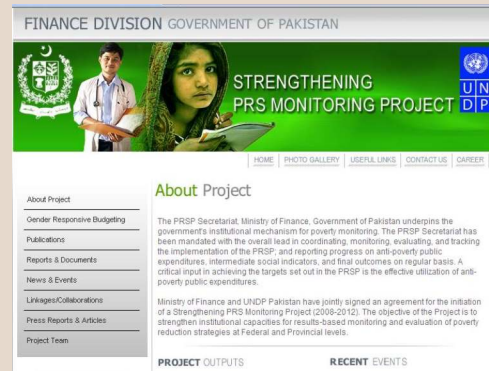 FINANCE DIVISION GOVERNMENT OF PAKISTAN
STRENGTHENING
PRS MONITORING PROJECT
U N
D P
HOME PHOTO GALLERY USEFUL LINKS CONTACT US CAREER
About Project
Gender Responsive Budgeting
Publications
Reports & Documents
News & Events
Linkages/Collaborations
Press Reports & Articles
Project Team
About Project
The PRSP Secretariat, Ministry of Finance, Government of Pakistan underpins the
government's institutional mechanism for poverty monitoring. The PRSP Secretariat has
been mandated with the overall lead in coordinating, monitoring, evaluating, and tracking
the implementation of the PRSP; and reporting progress on anti-poverty public
expenditures, intermediate social indicators, and final outcomes on regular basis. A
critical input in achieving the targets set out in the PRSP is the effective utilization of anti-
poverty public expenditures.
Ministry of Finance and UNDP Pakistan have jointly signed an agreement for the initiation
of a Strengthening PRS Monitoring Project (2008-2012). The objective of the Project is to
strengthen institutional capacities for results-based monitoring and evaluation of poverty
reduction strategies at Federal and Provincial levels.
PROJECT OUTPUTS
RECENT EVENTS